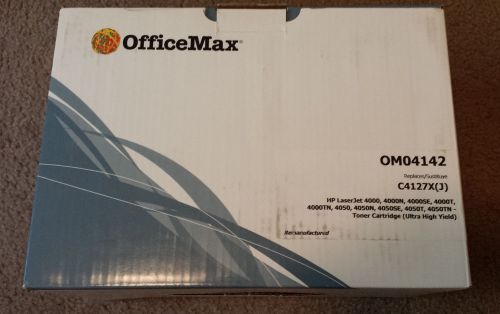 OfficeMax®
OM04142
Replaces/Sustituye
C4127X(J)
HP LaserJet 4000, 4000N, 4000SE, 4000T,
4000TN, 4050, 4050N, 4050SE, 4050T, 4050TN -
Toner Cartridge (Ultra High Yield)
Remanufactured